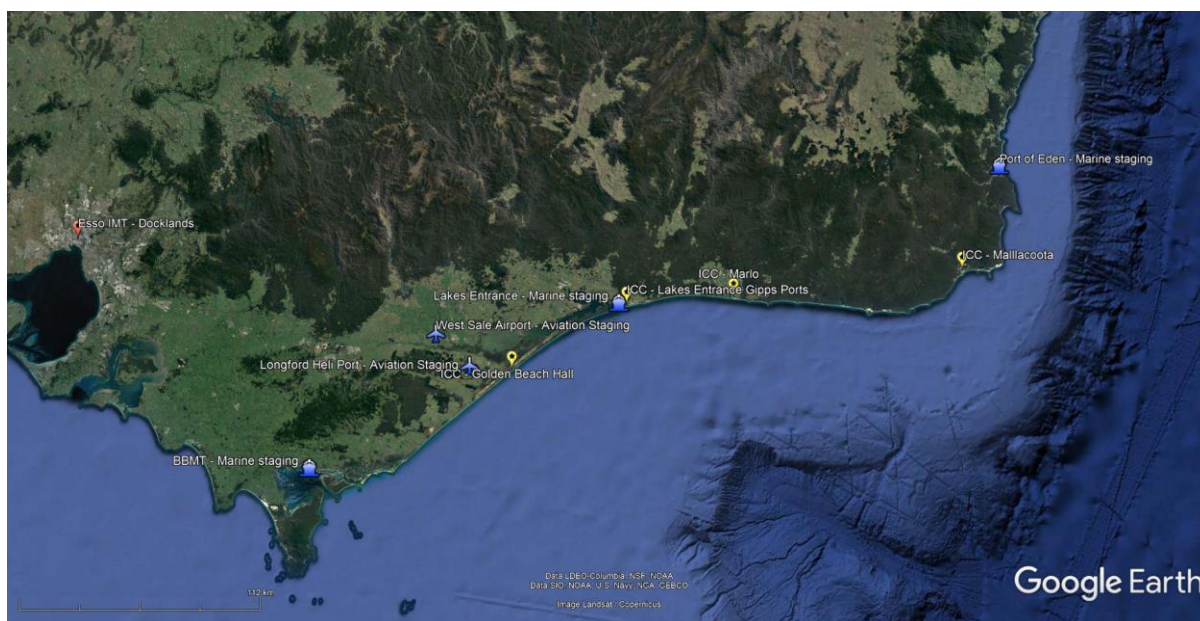 Port of Eden - Marine staging
Esso IMT - Docklands
ICC - Malllacoota
ICC - Marlo
ICC - Lakes Entrance Gipps Ports
Lakes Entrance - Marine staging
West Sale Airport - Aviation Staging
Longford Heli Port - Aviation Staging
ICC - Golden Beach Hall
BBMT - Marine staging
Data LDEO-Columbia, NSF, NOAA
Data SIO, NOAA, U.S. Navy, NGA, GEBCO
Google Earth
112 km
Image Landsat / Copernicus